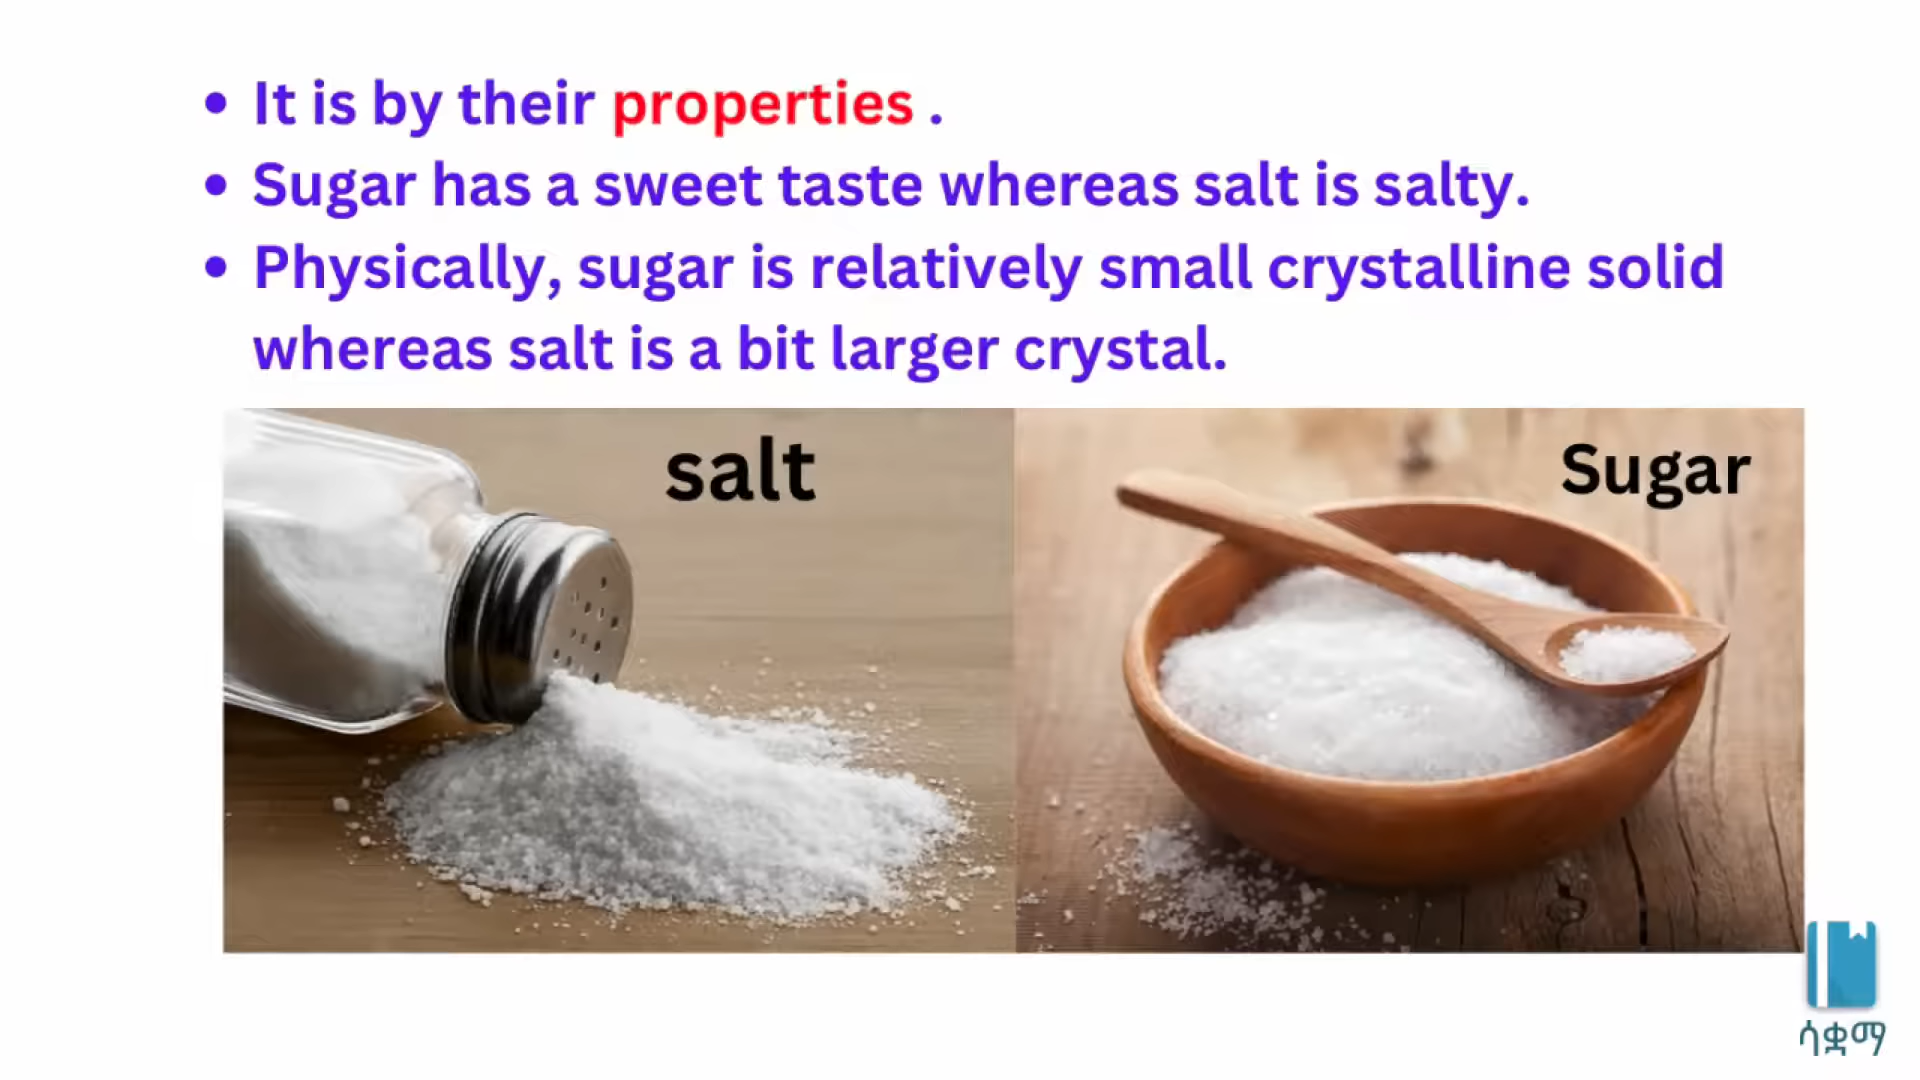 • It is by their properties .
• Sugar has a sweet taste whereas salt is salty.
• Physically, sugar is relatively small crystalline solid
whereas salt is a bit larger crystal.
salt
Sugar
ሳቋማ